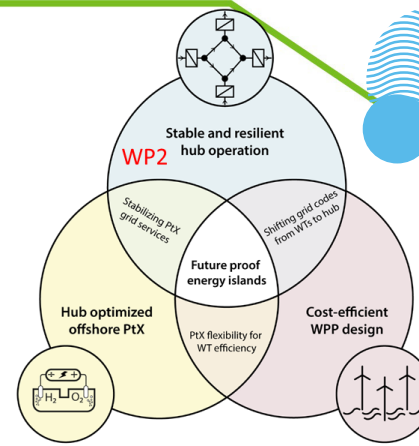 Stable and resilient
hub operation
WP2
Stabilizing PtX
grid services
Shifting grid codes
from WTs to hub
Future proof
energy islands
Hub optimized
offshore PtX
Cost-efficient
WPP design
PtX flexibility for
WT efficiency
+ -
H₂ O₂